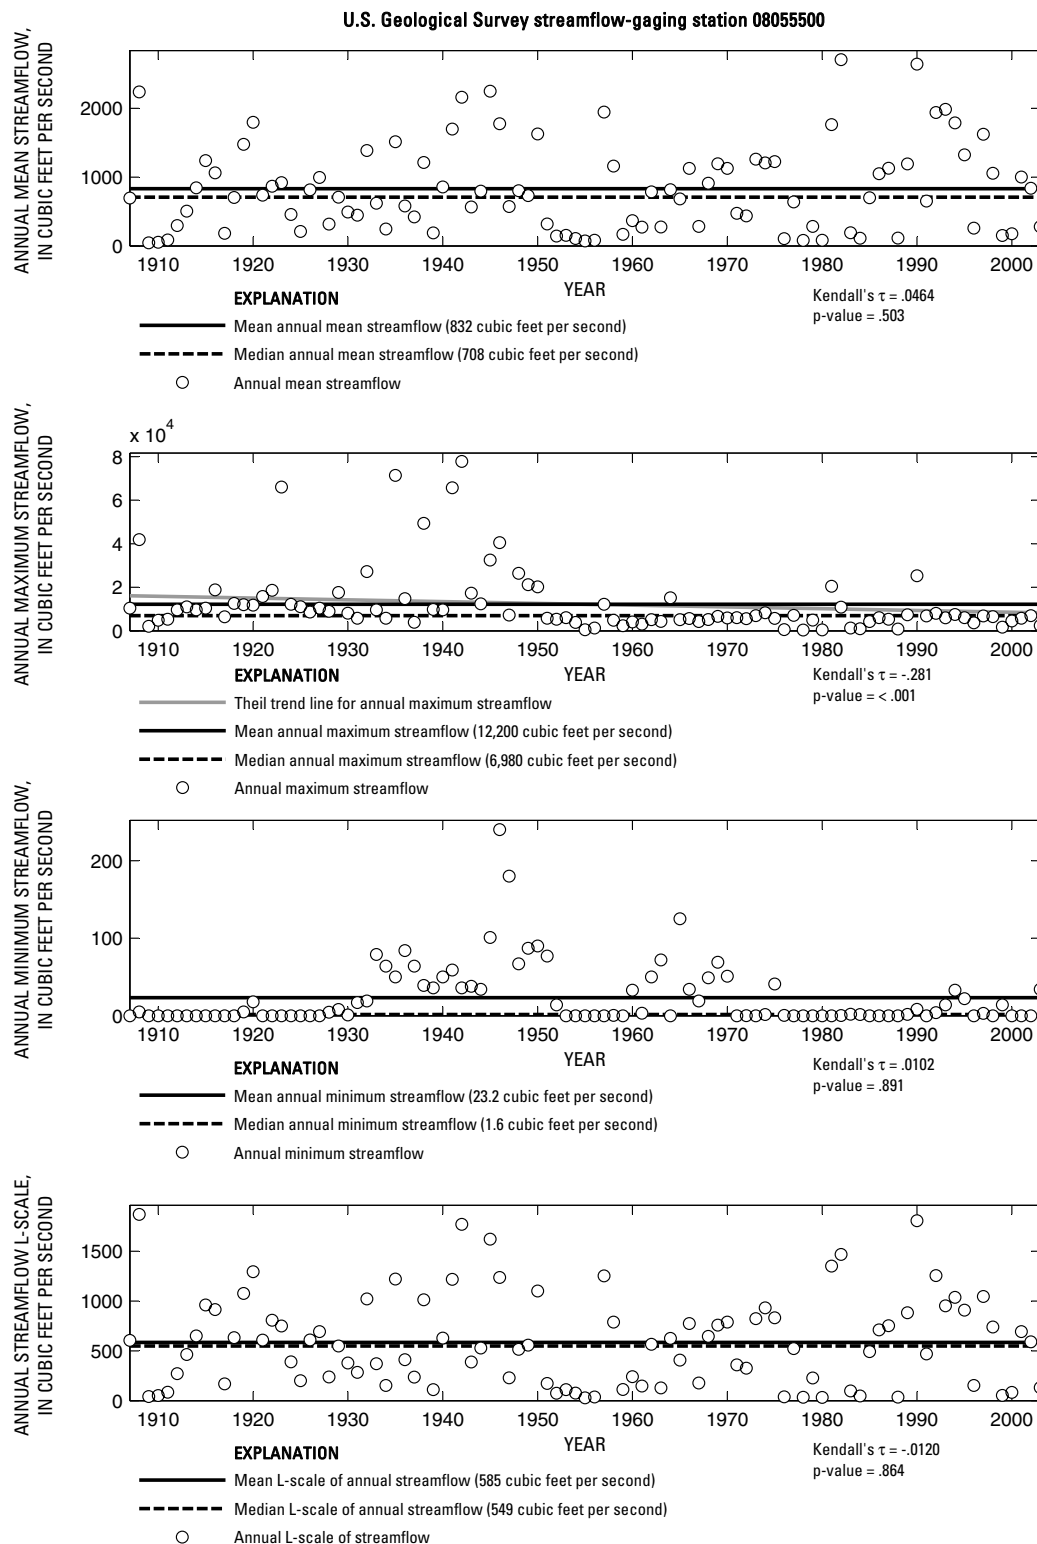 U.S. Geological Survey streamflow-gaging station 08055500
ANNUAL MEAN STREAMFLOW,
IN CUBIC FEET PER SECOND
2000
1000
0
1910 1920 1930 1940 1950 1960 1970 1980 1990 2000
YEAR
EXPLANATION
Mean annual mean streamflow (832 cubic feet per second)
Median annual mean streamflow (708 cubic feet per second)
Annual mean streamflow
Kendall's τ = .0464
p-value = .503
ANNUAL MAXIMUM STREAMFLOW,
IN CUBIC FEET PER SECOND
x 10⁴
8
6
4
2
0
1910 1920 1930 1940 1950 1960 1970 1980 1990 2000
YEAR
EXPLANATION
Theil trend line for annual maximum streamflow
Mean annual maximum streamflow (12,200 cubic feet per second)
Median annual maximum streamflow (6,980 cubic feet per second)
Annual maximum streamflow
Kendall's τ = -.281
p-value = < .001
ANNUAL MINIMUM STREAMFLOW,
IN CUBIC FEET PER SECOND
200
100
0
1910 1920 1930 1940 1950 1960 1970 1980 1990 2000
YEAR
EXPLANATION
Mean annual minimum streamflow (23.2 cubic feet per second)
Median annual minimum streamflow (1.6 cubic feet per second)
Annual minimum streamflow
Kendall's τ = .0102
p-value = .891
ANNUAL STREAMFLOW L-SCALE,
IN CUBIC FEET PER SECOND
1500
1000
500
0
1910 1920 1930 1940 1950 1960 1970 1980 1990 2000
YEAR
EXPLANATION
Mean L-scale of annual streamflow (585 cubic feet per second)
Median L-scale of annual streamflow (549 cubic feet per second)
Annual L-scale of streamflow
Kendall's τ = -.0120
p-value = .864